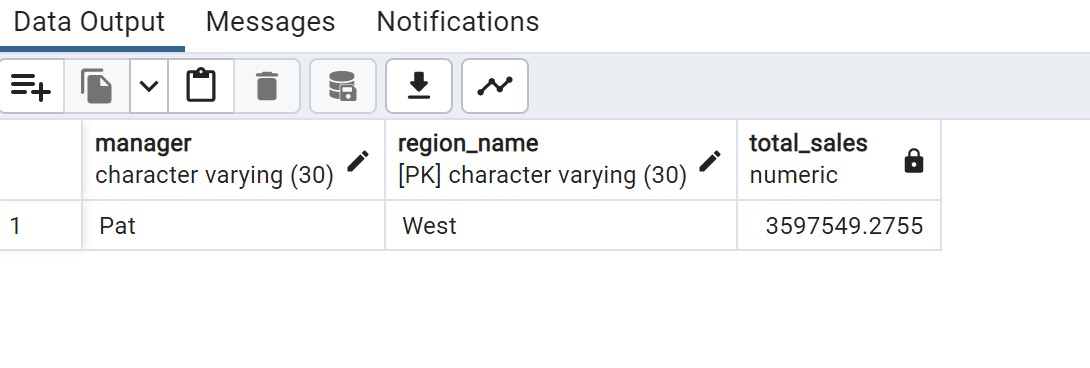 Data Output Messages Notifications
manager region_name total_sales
character varying (30) [PK] character varying (30) numeric
1 Pat West 3597549.2755